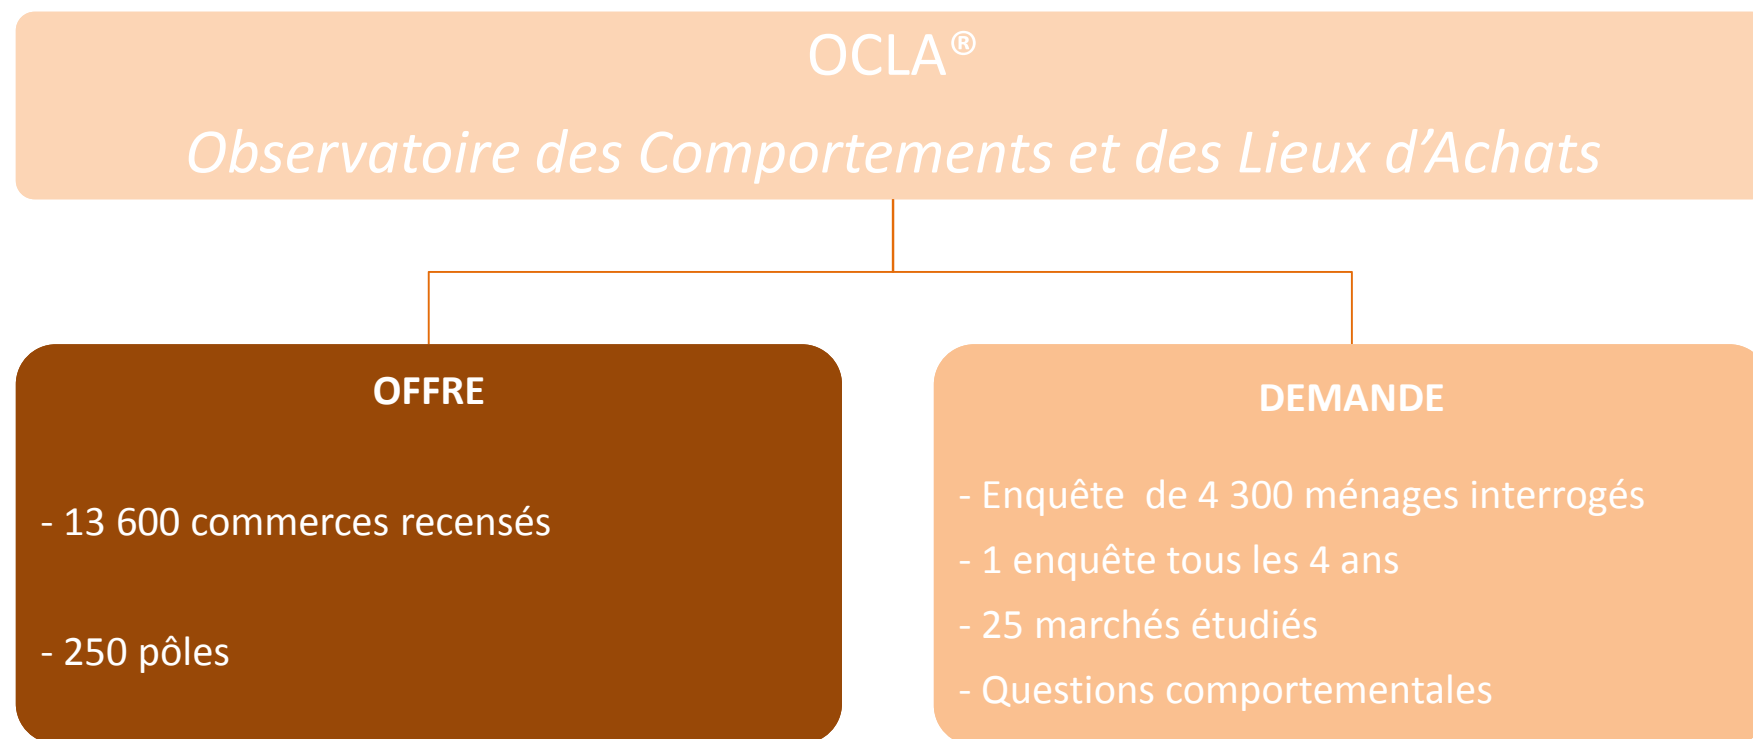 OCLA®
Observatoire des Comportements et des Lieux d’Achats
OFFRE
- 13 600 commerces recensés
- 250 pôles
DEMANDE
- Enquête  de 4 300 ménages interrogés
- 1 enquête tous les 4 ans
- 25 marchés étudiés
- Questions comportementales